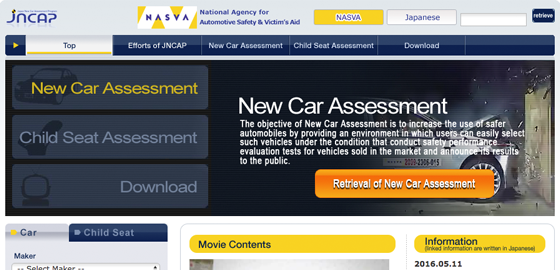 JNCAP
NASVA
National Agency for
Automotive Safety & Victim's Aid
NASVA
Japanese
retrieve
Top
Efforts of JNCAP
New Car Assessment
Child Seat Assessment
Download
New Car Assessment
Child Seat Assessment
Download
New Car Assessment
The objective of New Car Assessment is to increase the use of safer
automobiles by providing an environment in which users can easily select
such vehicles under the condition that conduct safety performance
evaluation tests for vehicles sold in the market and announce its results
to the public.
Retrieval of New Car Assessment
Car
Child Seat
Maker
-- Select Maker --
Movie Contents
Information
(linked information are written in Japanese)
2016.05.11